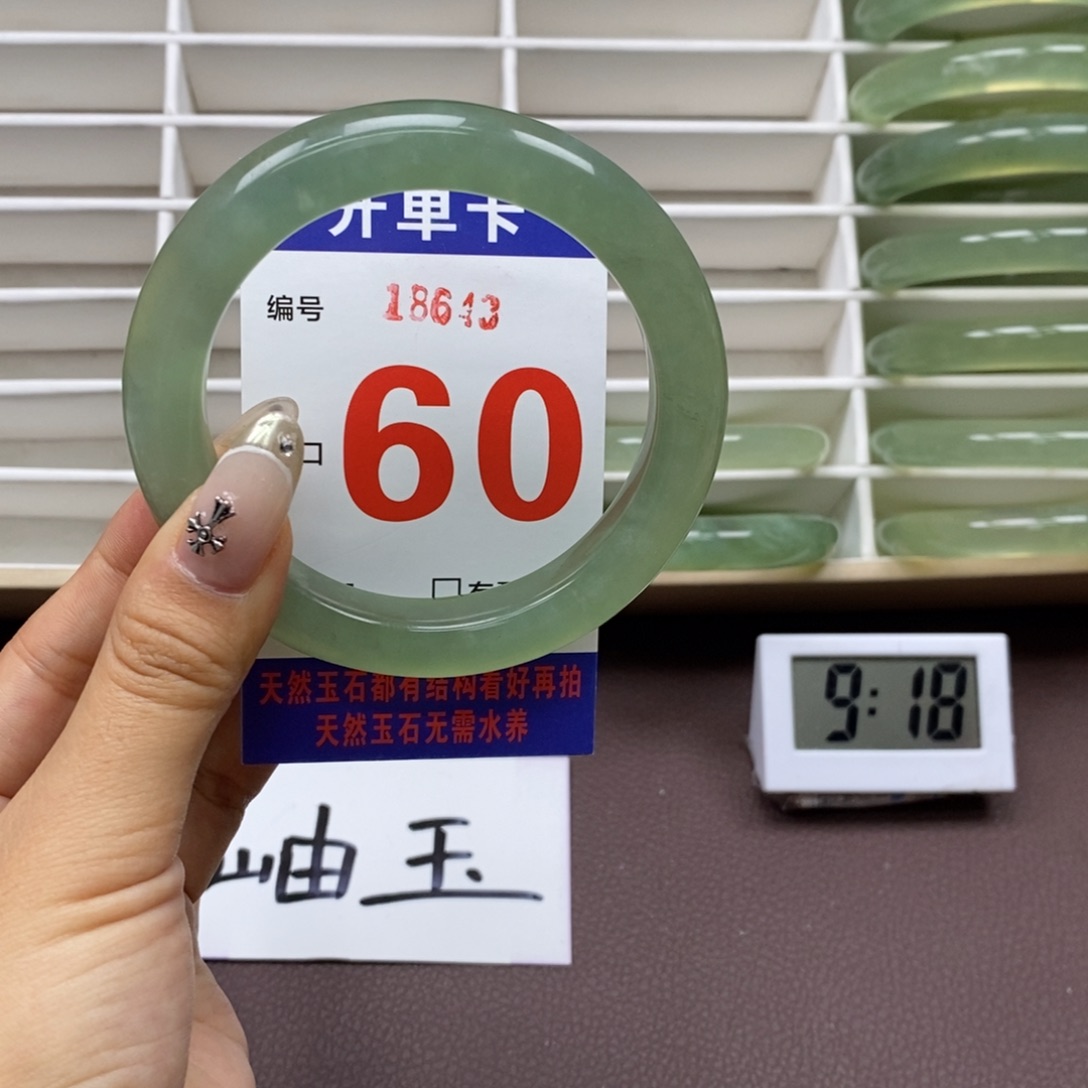 开单卡
编号 18643
口 60
天然玉石都有结构看好再拍
天然玉石无需水养
岫玉
9:18